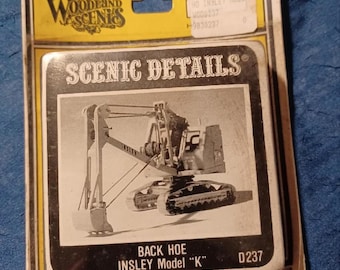 WOODLAND
SCENICS
SCENIC DETAILS®
BACK HOE
INSLEY Model "K"
D237